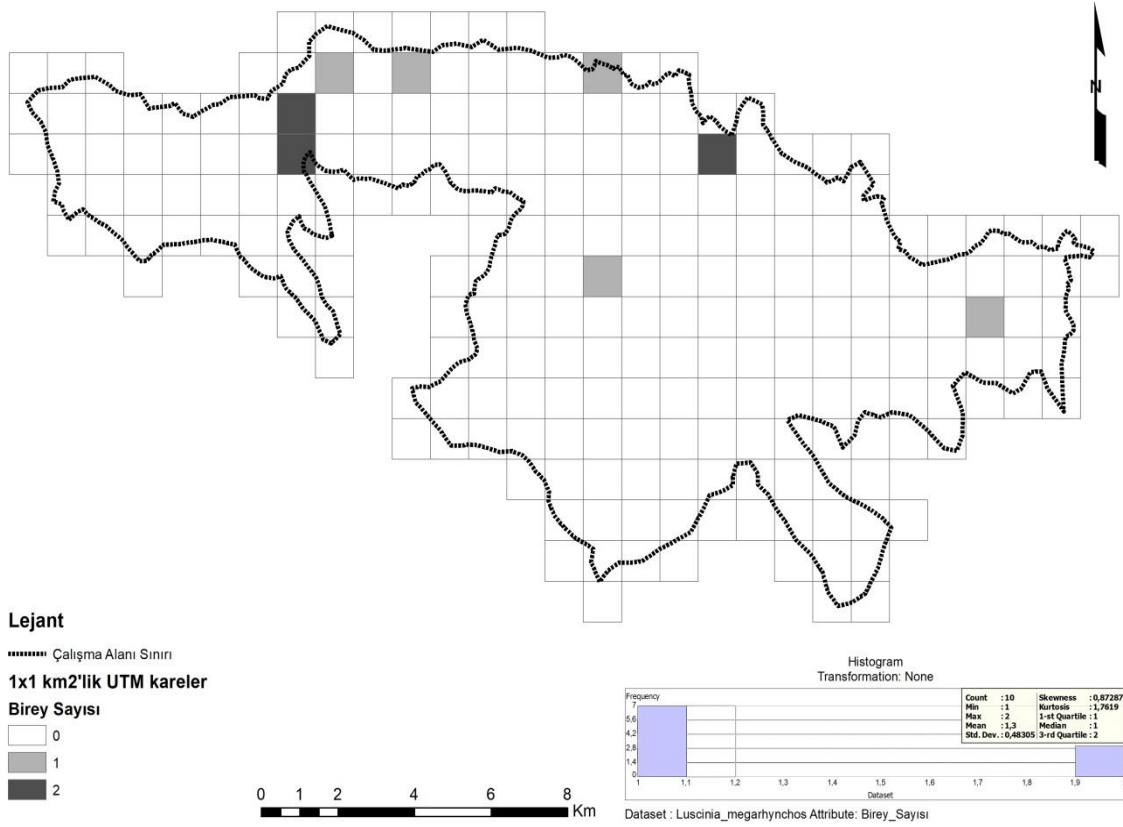 N
Lejant
Çalışma Alanı Sınırı
1x1 km2'lik UTM kareler
Birey Sayısı
0
1
2
0 1 2 4 6 8
Km
Histogram
Transformation: None
Frequency
7
5,6
4,2
2,8
1,4
0
1 1,1 1,2 1,3 1,4 1,5 1,6 1,7 1,8 1,9
Dataset
Count : 10 Skewness : 0,87287
Min : 1 Kurtosis : 1,7619
Max : 2 1-st Quartile : 1
Mean : 1,3 Median : 1
Std. Dev. : 0,48305 3-rd Quartile : 2
Dataset : Luscinia_megarhynchos Attribute: Birey_Sayısı